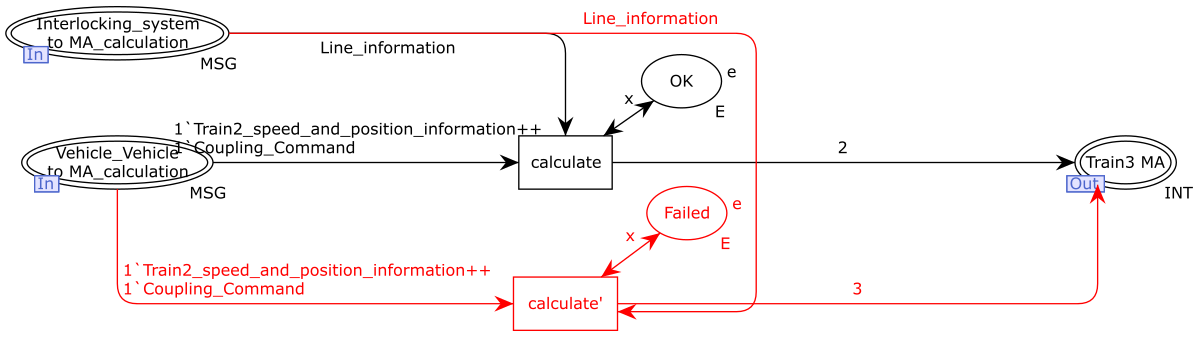 Line_information
Interlocking_system
to MA_calculation
In
MSG
Line_information
OK
e
x
E
1`Train2_speed_and_position_information++
1`Coupling_Command
Vehicle_Vehicle
to MA_calculation
In
MSG
calculate
2
Train3 MA
Out
INT
Failed
e
x
E
1`Train2_speed_and_position_information++
1`Coupling_Command
calculate'
3